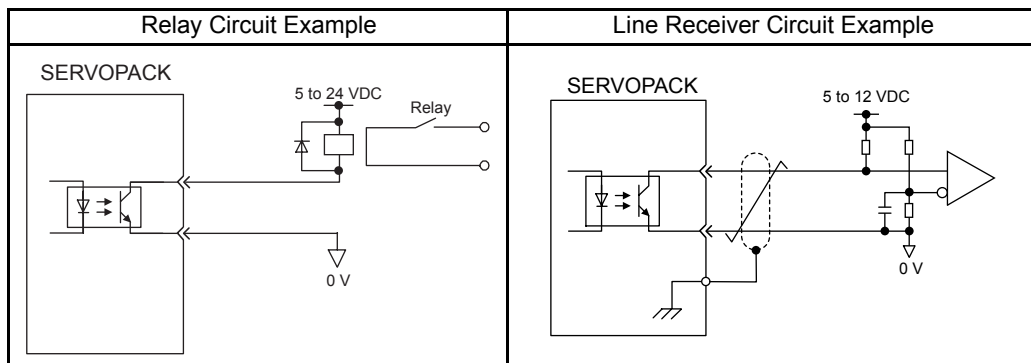 Relay Circuit Example
Line Receiver Circuit Example
SERVOPACK
5 to 24 VDC
Relay
0 V
SERVOPACK
5 to 12 VDC
0 V